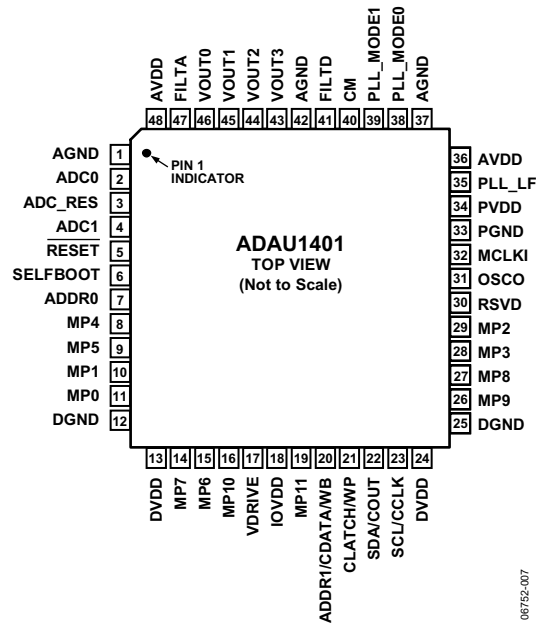 AVDD
FILTA
VOUT0
VOUT1
VOUT2
VOUT3
AGND
FILTD
CM
PLL_MODE1
PLL_MODE0
AGND
48 47 46 45 44 43 42 41 40 39 38 37
AGND 1
ADC0 2
ADC_RES 3
ADC1 4
RESET 5
SELFBOOT 6
ADDR0 7
MP4 8
MP5 9
MP1 10
MP0 11
DGND 12
PIN 1
INDICATOR
ADAU1401
TOP VIEW
(Not to Scale)
36 AVDD
35 PLL_LF
34 PVDD
33 PGND
32 MCLKI
31 OSCO
30 RSVD
29 MP2
28 MP3
27 MP8
26 MP9
25 DGND
13 14 15 16 17 18 19 20 21 22 23 24
DVDD
MP7
MP6
MP10
VDRIVE
IOVDD
MP11
ADDR1/CDATA/WB
CLATCH/WP
SDA/COUT
SCL/CCLK
DVDD
06752-007